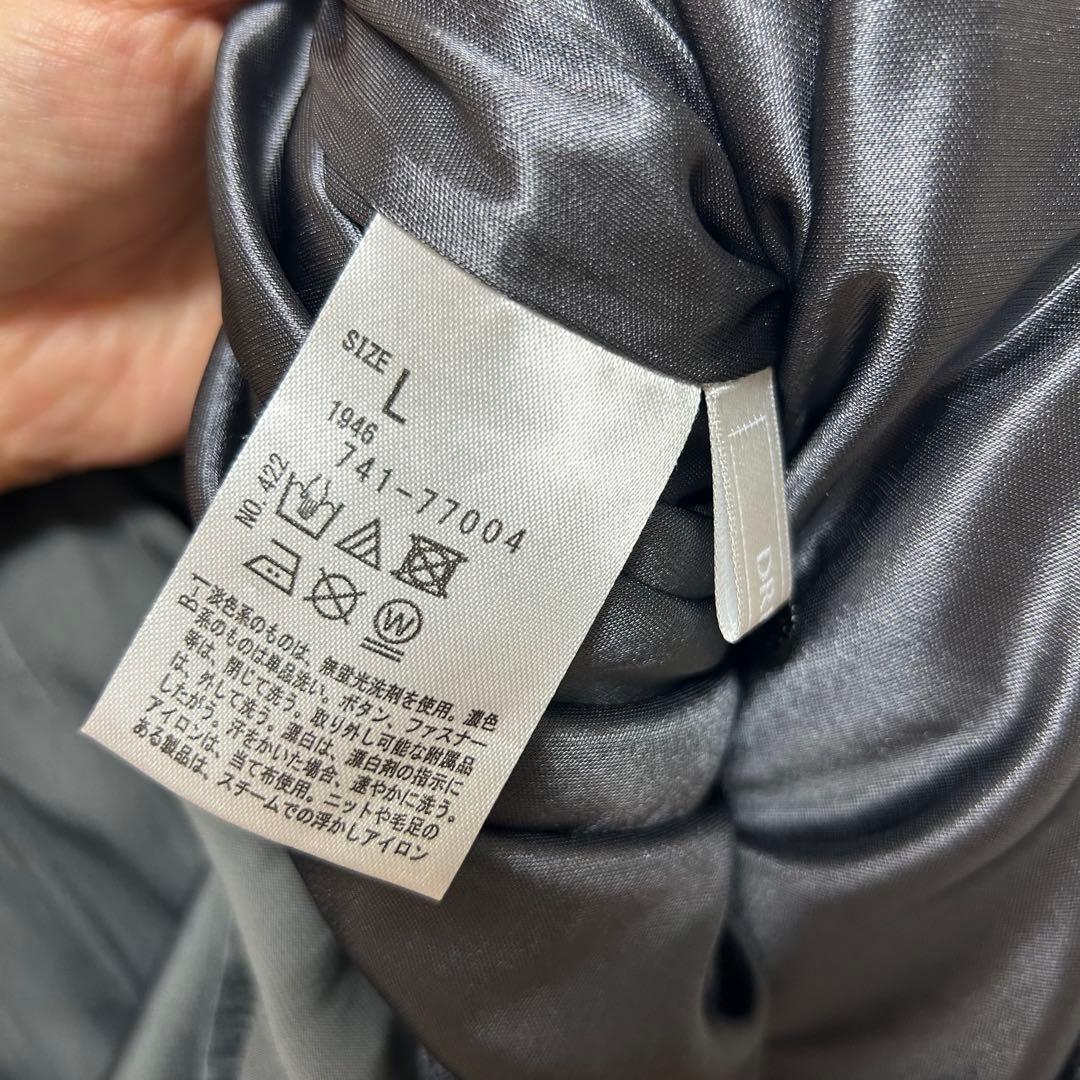 SIZE
L
1946
741-77004
NO. 422
W
F-1 淡色系のものは、無蛍光洗剤を使用。濃色
系のものは単品洗い、ボタン、ファスナー
等は、閉じて洗う。取り外し可能な附属品
は、外して洗う。漂白は、漂白剤の指示に
したがう。汗をかいた場合、速やかに洗う。
アイロンは、当て布使用。ニットや毛足の
ある製品は、スチームでの浮かしアイロン